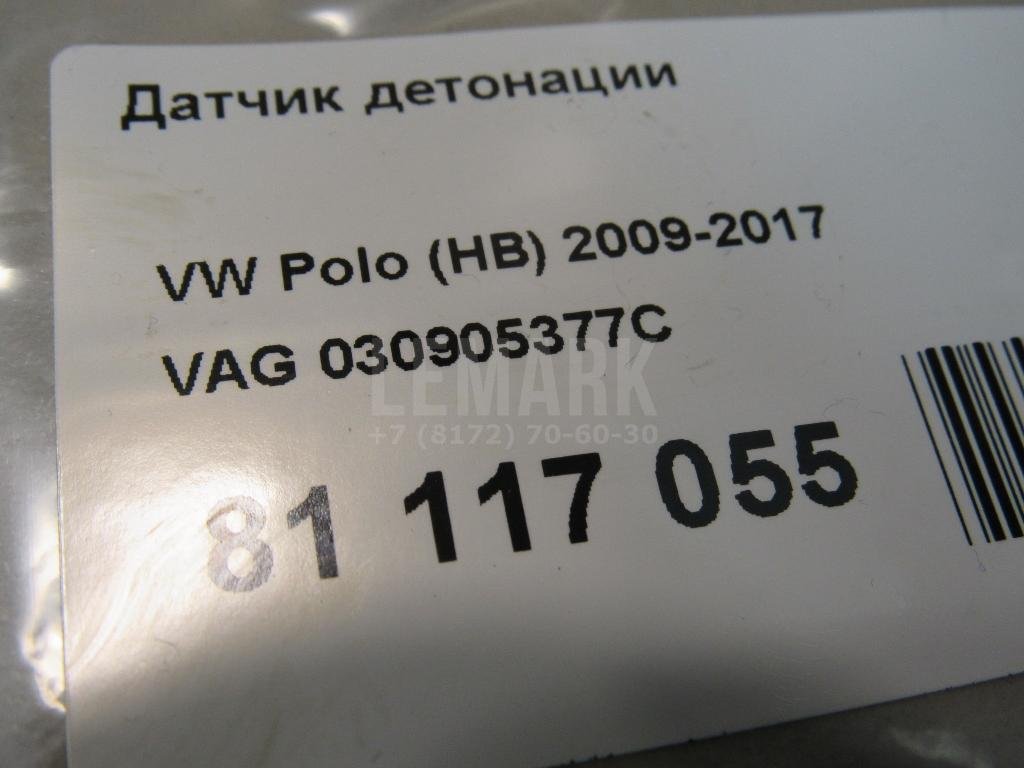 Датчик детонации
VW Polo (HB) 2009-2017
VAG 030905377C
LEMARK
+7 (8172) 70-60-30
81 117 055